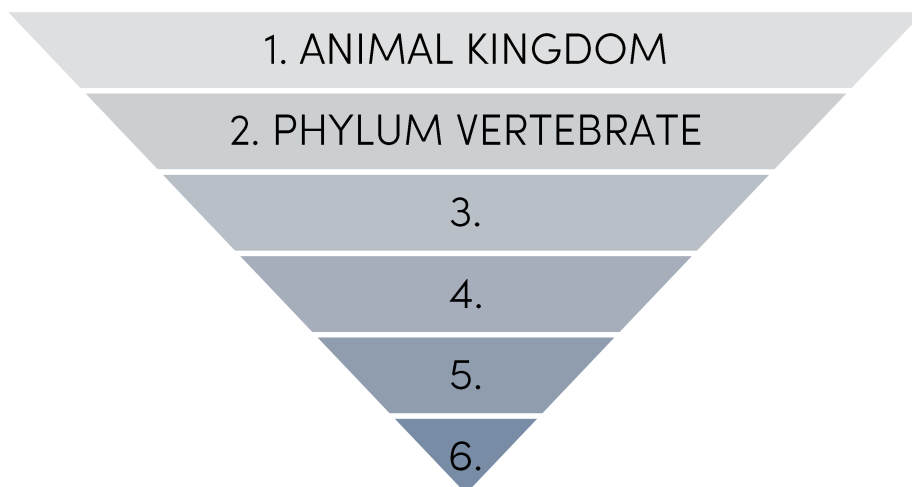 1. ANIMAL KINGDOM
2. PHYLUM VERTEBRATE
3.
4.
5.
6.